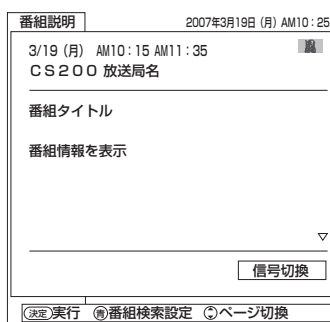 番組説明 2007年3月19日 (月) AM10:25
3/19 (月) AM10:15 AM11:35
CS200 放送局名
番組タイトル
番組情報を表示
信号切換
決定 実行 青 番組検索設定 ページ切換